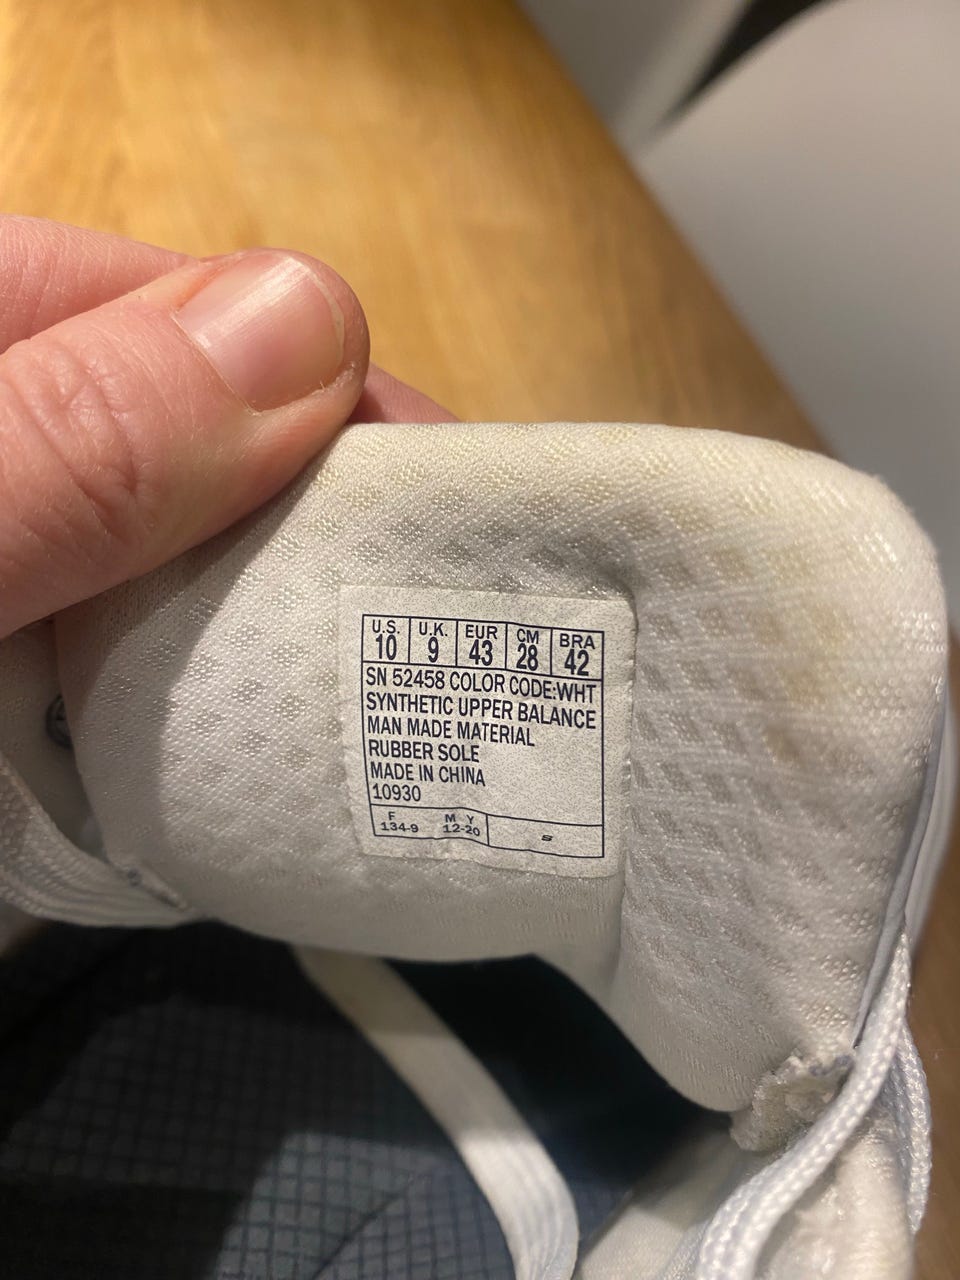 U.S. U.K. EUR CM BRA
10 9 43 28 42
SN 52458 COLOR CODE:WHT
SYNTHETIC UPPER BALANCE
MAN MADE MATERIAL
RUBBER SOLE
MADE IN CHINA
10930
F M Y
134-9 12-20 S